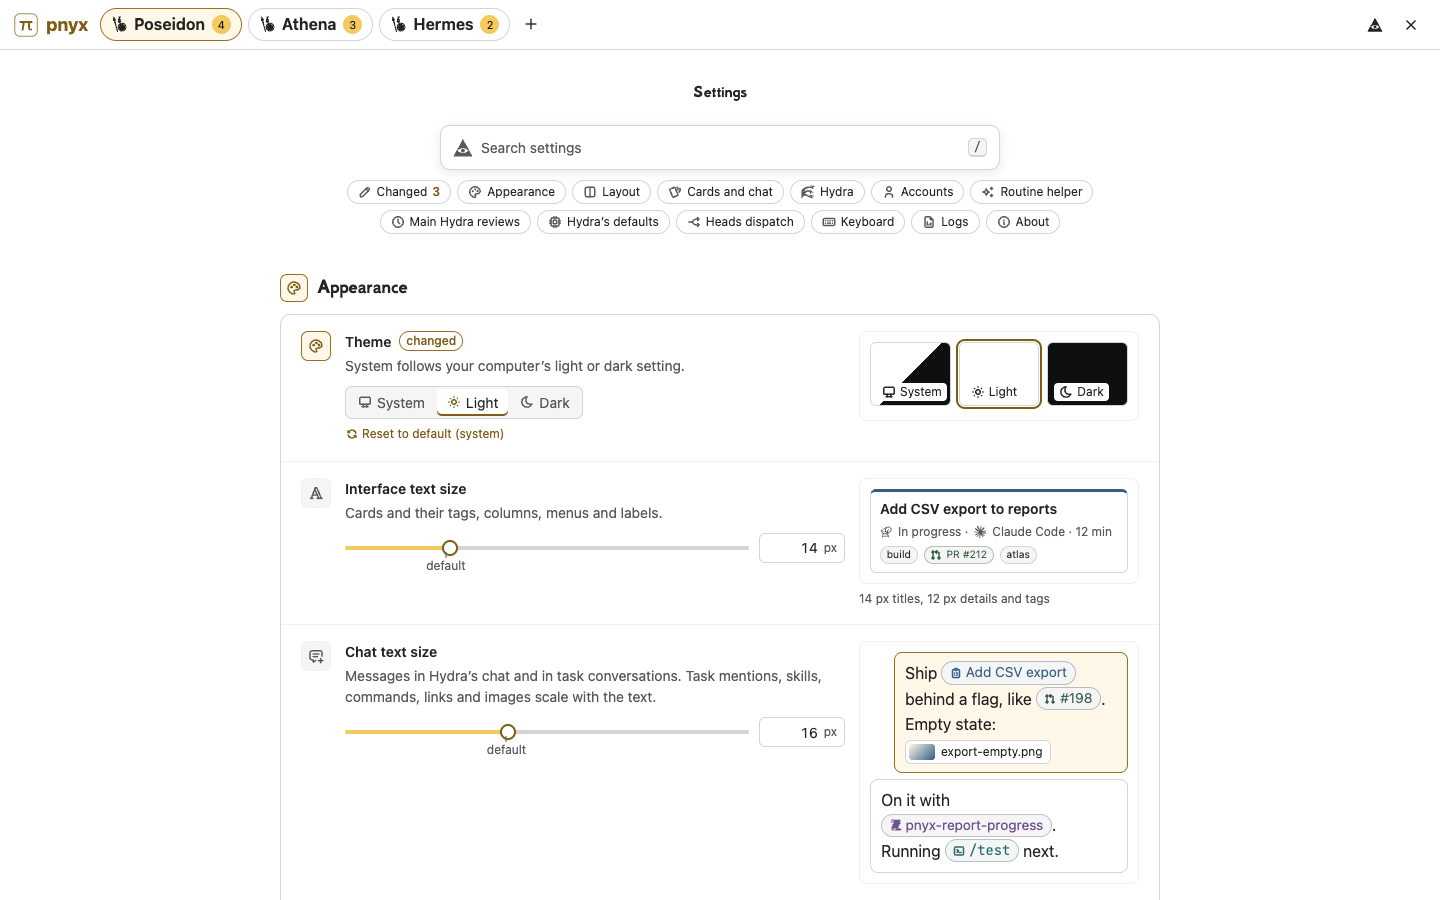 π pnyx Poseidon 4 Athena 3 Hermes 2 +
Settings
Search settings /
Changed 3 Appearance Layout Cards and chat Hydra Accounts Routine helper
Main Hydra reviews Hydra's defaults Heads dispatch Keyboard Logs About
Appearance
Theme changed
System follows your computer's light or dark setting.
System Light Dark
Reset to default (system)
System Light Dark
Interface text size
Cards and their tags, columns, menus and labels.
14 px
default
Add CSV export to reports
In progress · Claude Code · 12 min
build PR #212 atlas
14 px titles, 12 px details and tags
Chat text size
Messages in Hydra's chat and in task conversations. Task mentions, skills,
commands, links and images scale with the text.
16 px
default
Ship Add CSV export
behind a flag, like #198.
Empty state:
export-empty.png
On it with
pnyx-report-progress.
Running /test next.